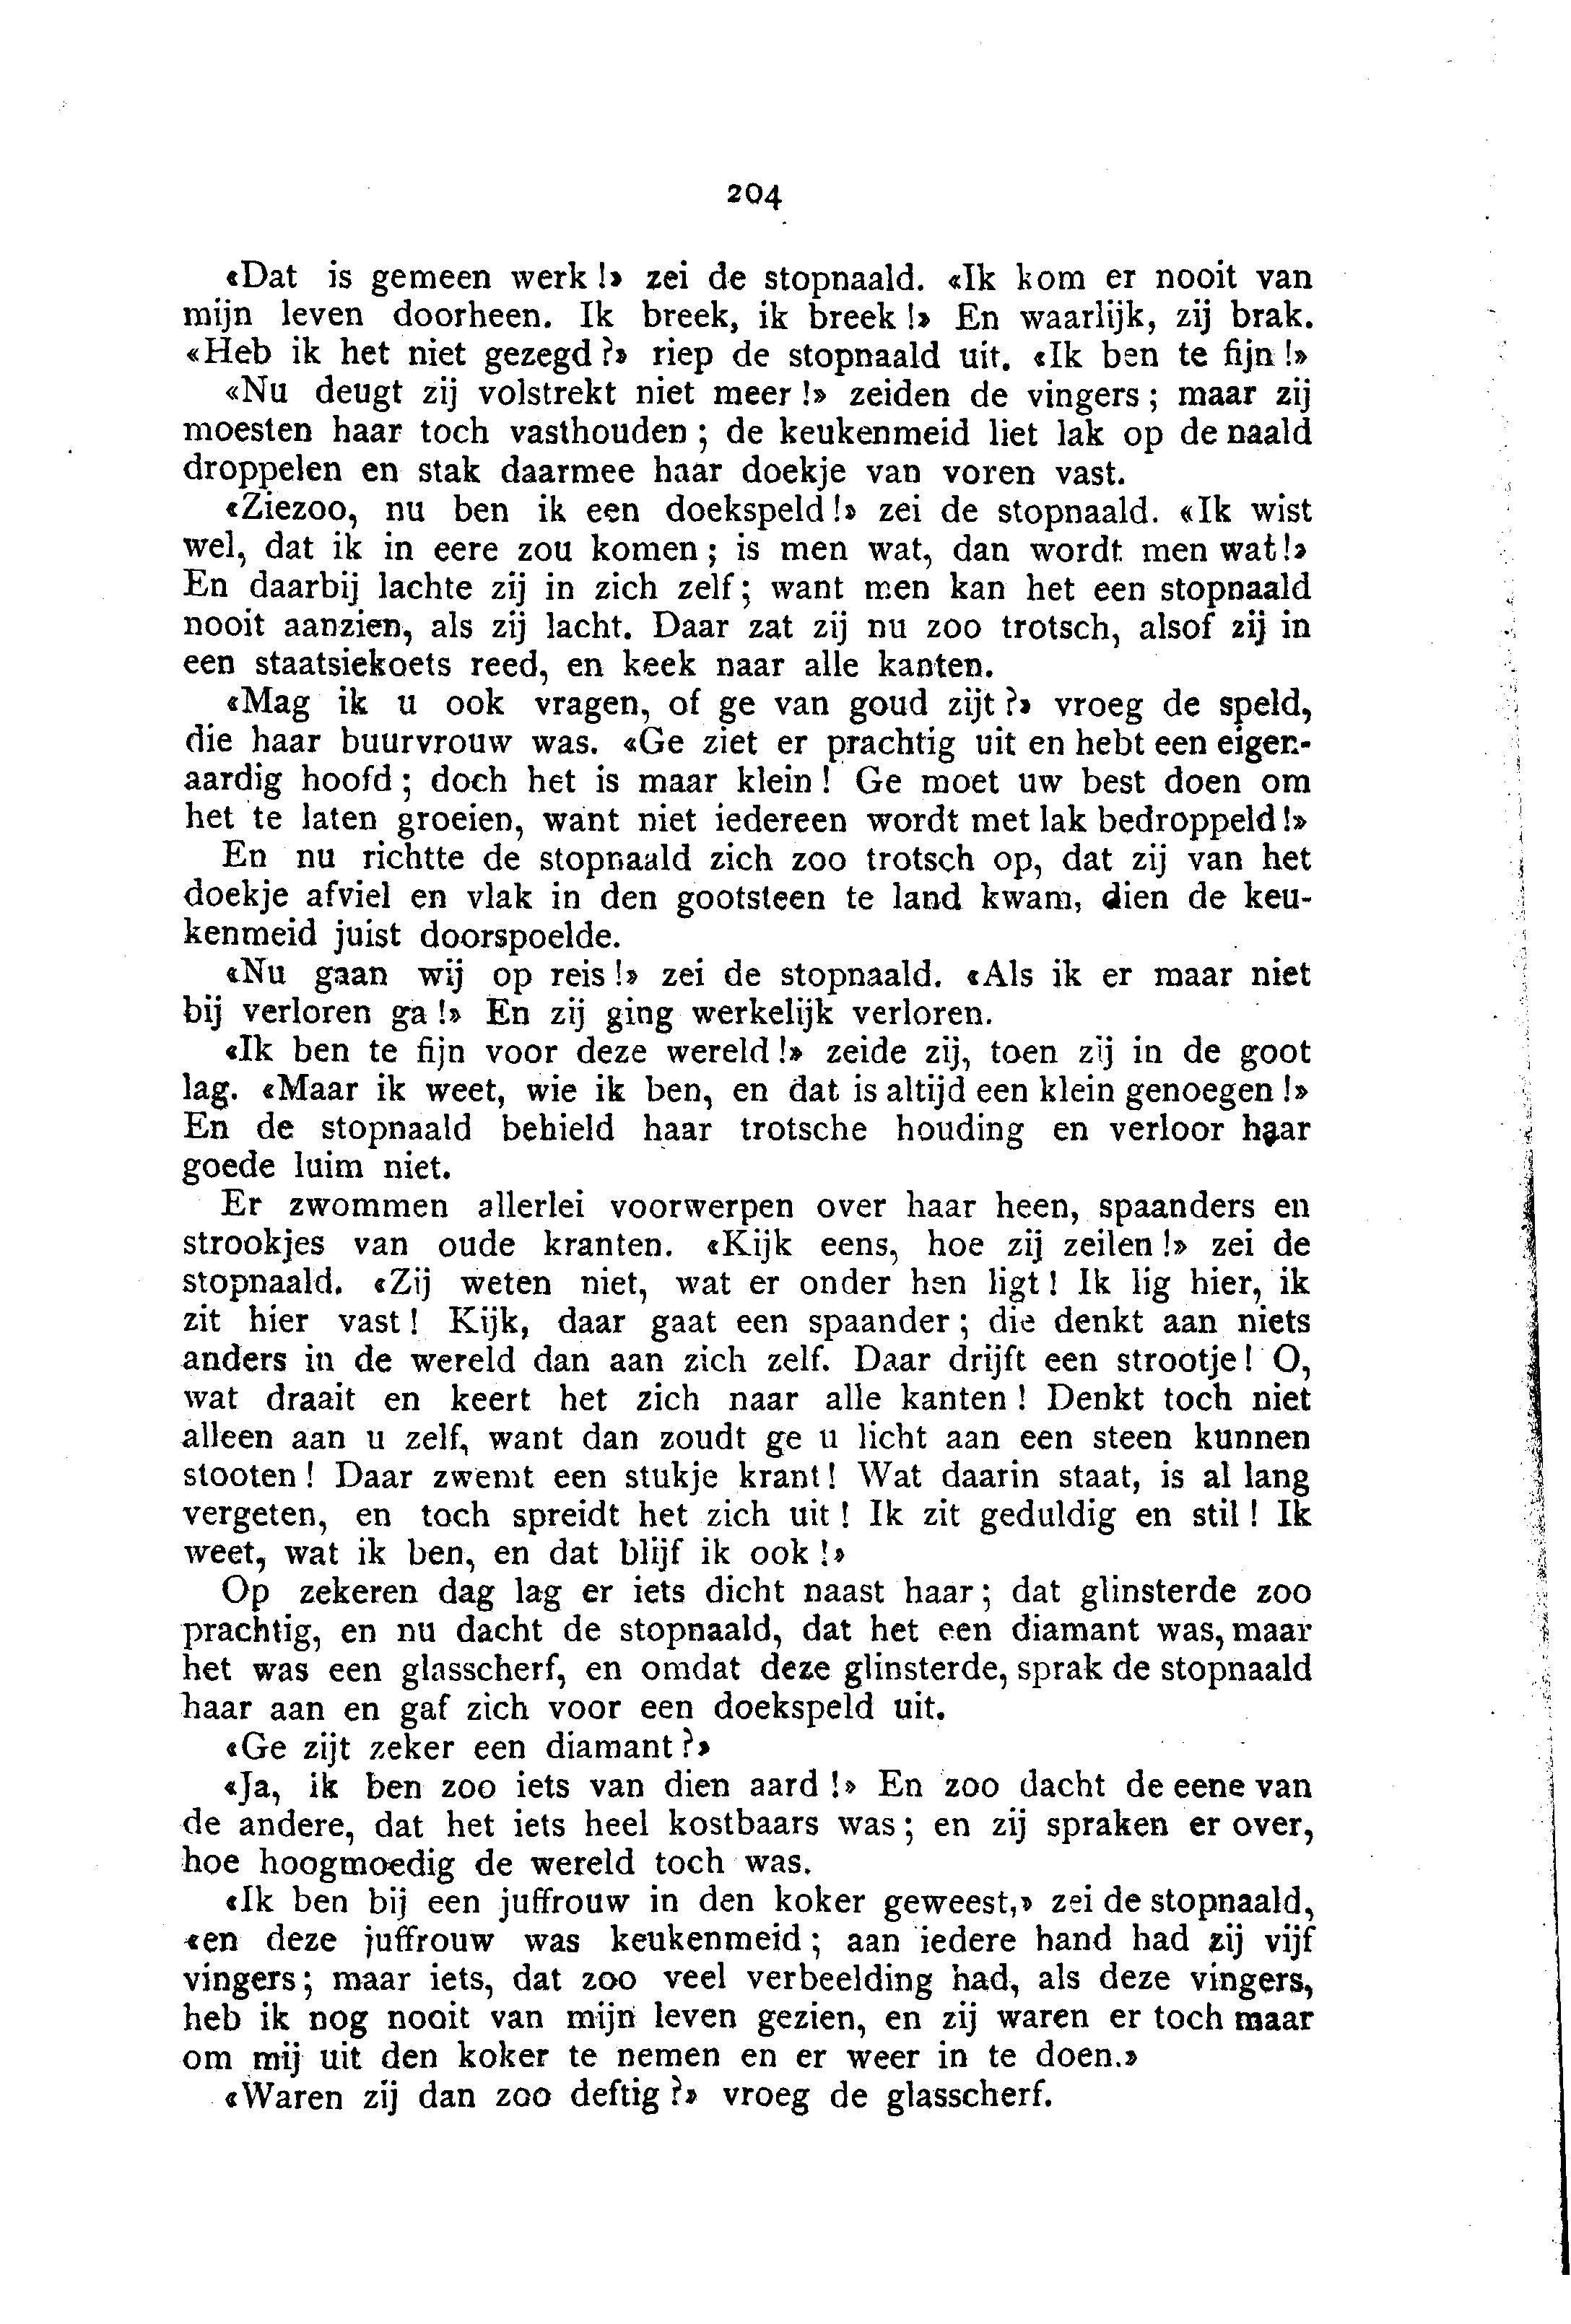 204
«Dat is gemeen werk!» zei de stopnaald. «Ik kom er nooit van
mijn leven doorheen. Ik breek, ik breek!» En waarlijk, zij brak.
«Heb ik het niet gezegd?» riep de stopnaald uit. «Ik ben te fijn!»
«Nu deugt zij volstrekt niet meer!» zeiden de vingers; maar zij
moesten haar toch vasthouden; de keukenmeid liet lak op de naald
droppelen en stak daarmee haar doekje van voren vast.
«Ziezoo, nu ben ik een doekspeld!» zei de stopnaald. «Ik wist
wel, dat ik in eere zou komen; is men wat, dan wordt men wat!»
En daarbij lachte zij in zich zelf; want men kan het een stopnaald
nooit aanzien, als zij lacht. Daar zat zij nu zoo trotsch, alsof zij in
een staatsiekoets reed, en keek naar alle kanten.
«Mag ik u ook vragen, of ge van goud zijt?» vroeg de speld,
die haar buurvrouw was. «Ge ziet er prachtig uit en hebt een eigen-
aardig hoofd; doch het is maar klein! Ge moet uw best doen om
het te laten groeien, want niet iedereen wordt met lak bedroppeld!»
En nu richtte de stopnaald zich zoo trotsch op, dat zij van het
doekje afviel en vlak in den gootsteen te land kwam, dien de keu-
kenmeid juist doorspoelde.
«Nu gaan wij op reis!» zei de stopnaald. «Als ik er maar niet
bij verloren ga!» En zij ging werkelijk verloren.
«Ik ben te fijn voor deze wereld!» zeide zij, toen zij in de goot
lag. «Maar ik weet, wie ik ben, en dat is altijd een klein genoegen!»
En de stopnaald behield haar trotsche houding en verloor haar
goede luim niet.
Er zwommen allerlei voorwerpen over haar heen, spaanders en
strookjes van oude kranten. «Kijk eens, hoe zij zeilen!» zei de
stopnaald. «Zij weten niet, wat er onder hen ligt! Ik lig hier, ik
zit hier vast! Kijk, daar gaat een spaander; die denkt aan niets
anders in de wereld dan aan zich zelf. Daar drijft een strootje! O,
wat draait en keert het zich naar alle kanten! Denkt toch niet
alleen aan u zelf, want dan zoudt ge u licht aan een steen kunnen
stooten! Daar zwemt een stukje krant! Wat daarin staat, is al lang
vergeten, en toch spreidt het zich uit! Ik zit geduldig en stil! Ik
weet, wat ik ben, en dat blijf ik ook!»
Op zekeren dag lag er iets dicht naast haar; dat glinsterde zoo
prachtig, en nu dacht de stopnaald, dat het een diamant was, maar
het was een glasscherf, en omdat deze glinsterde, sprak de stopnaald
haar aan en gaf zich voor een doekspeld uit.
«Ge zijt zeker een diamant?»
«Ja, ik ben zoo iets van dien aard!» En zoo dacht de eene van
de andere, dat het iets heel kostbaars was; en zij spraken er over,
hoe hoogmoedig de wereld toch was.
«Ik ben bij een juffrouw in den koker geweest,» zei de stopnaald,
«en deze juffrouw was keukenmeid; aan iedere hand had zij vijf
vingers; maar iets, dat zoo veel verbeelding had, als deze vingers,
heb ik nog nooit van mijn leven gezien, en zij waren er toch maar
om mij uit den koker te nemen en er weer in te doen.»
«Waren zij dan zoo deftig?» vroeg de glasscherf.